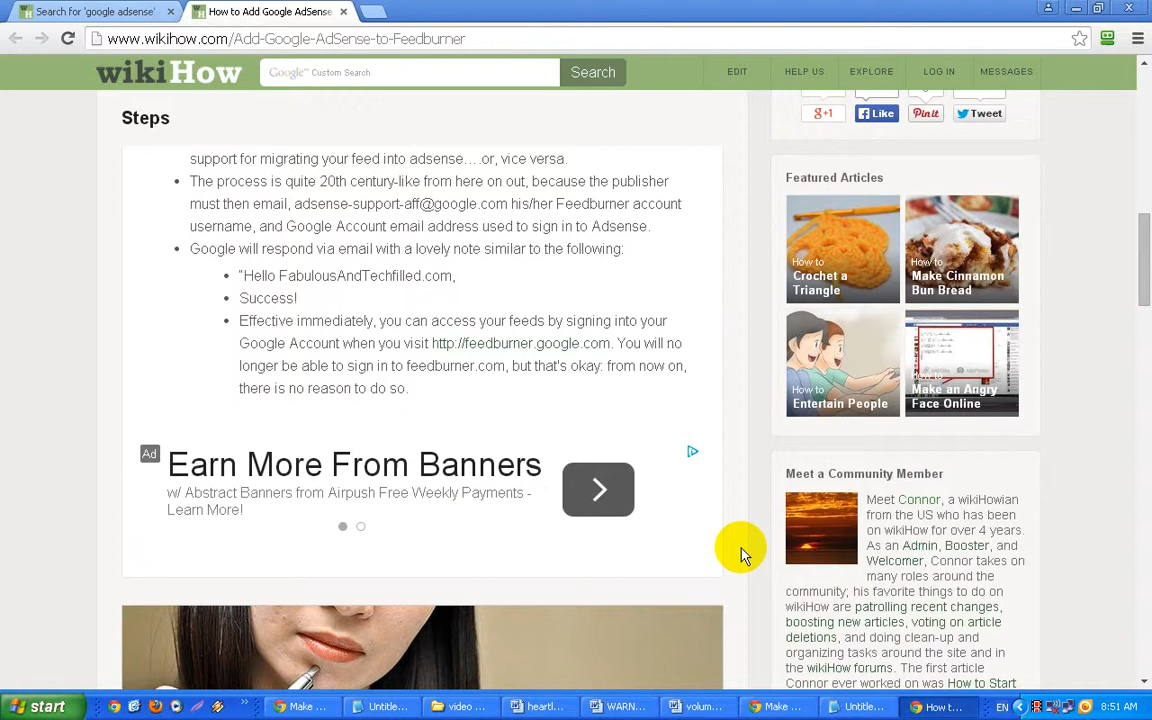 Search for 'google adsense'
How to Add Google AdSense
www.wikihow.com/Add-Google-AdSense-to-Feedburner
wikiHow
Google™ Custom Search
Search
EDIT
HELP US
EXPLORE
LOG IN
MESSAGES
Steps
support for migrating your feed into adsense….or, vice versa.
The process is quite 20th century-like from here on out, because the publisher
must then email, adsense-support-aff@google.com his/her Feedburner account
username, and Google Account email address used to sign in to Adsense.
Google will respond via email with a lovely note similar to the following:
"Hello FabulousAndTechfilled.com,
Success!
Effective immediately, you can access your feeds by signing into your
Google Account when you visit http://feedburner.google.com. You will no
longer be able to sign in to feedburner.com, but that's okay: from now on,
there is no reason to do so.
Ad
Earn More From Banners
w/ Abstract Banners from Airpush Free Weekly Payments -
Learn More!
g+1
Like
Pin it
Tweet
Featured Articles
How to
Crochet a
Triangle
How to
Make Cinnamon
Bun Bread
How to
Entertain People
How to
Make an Angry
Face Online
Meet a Community Member
Meet Connor, a wikiHowian
from the US who has been
on wikiHow for over 4 years.
As an Admin, Booster, and
Welcomer, Connor takes on
many roles around the
community; his favorite things to do on
wikiHow are patrolling recent changes,
boosting new articles, voting on article
deletions, and doing clean-up and
organizing tasks around the site and in
the wikiHow forums. The first article
Connor ever worked on was How to Start
start
Make ...
Untitle...
video ...
heartl...
WARN...
volum...
Make ...
Untitle...
How t...
EN
8:51 AM